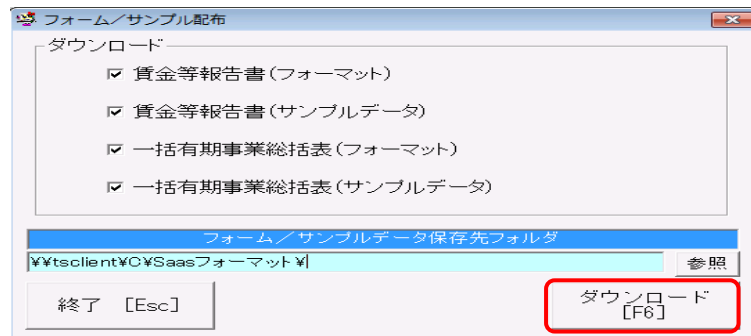 フォーム／サンプル配布
ダウンロード
賃金等報告書(フォーマット)
賃金等報告書(サンプルデータ)
一括有期事業総括表(フォーマット)
一括有期事業総括表(サンプルデータ)
フォーム／サンプルデータ保存先フォルダ
¥¥tsclient¥C¥Saasフォーマット¥
参照
終了 [Esc]
ダウンロード
[F6]